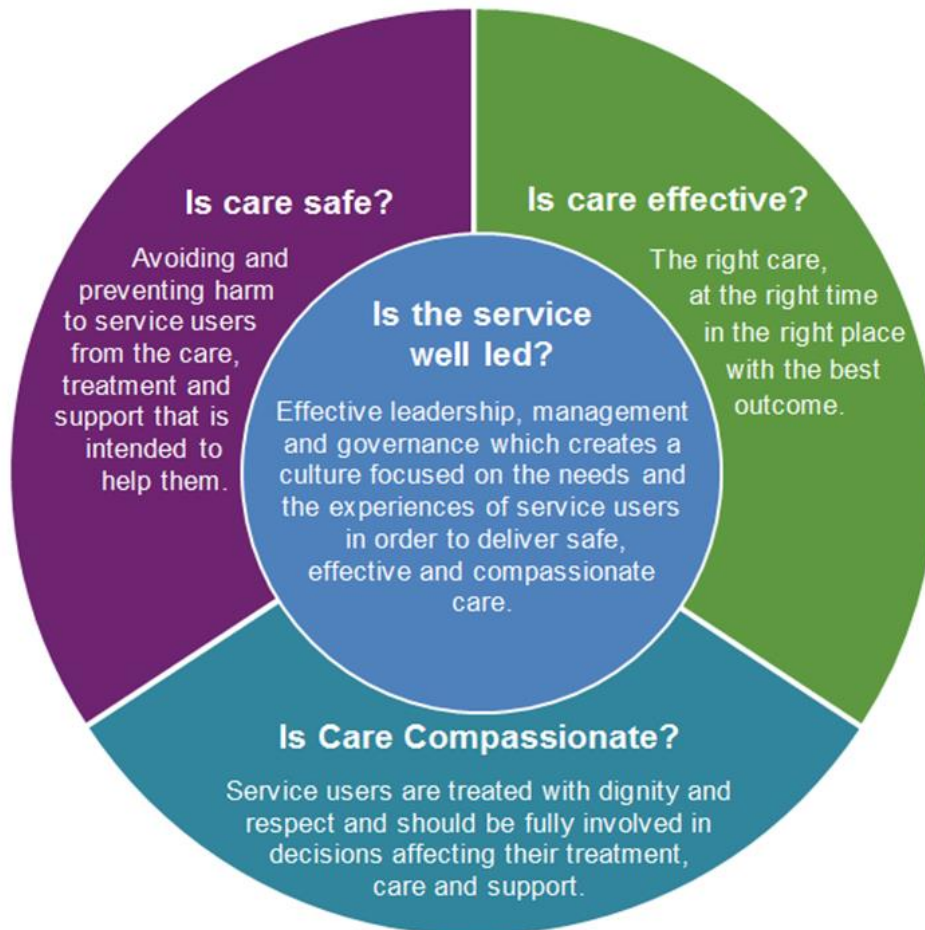 Is care safe?
Avoiding and
preventing harm
to service users
from the care,
treatment and
support that is
intended to
help them.
Is care effective?
The right care,
at the right time
in the right place
with the best
outcome.
Is the service
well led?
Effective leadership, management
and governance which creates a
culture focused on the needs and
the experiences of service users
in order to deliver safe,
effective and compassionate
care.
Is Care Compassionate?
Service users are treated with dignity and
respect and should be fully involved in
decisions affecting their treatment,
care and support.